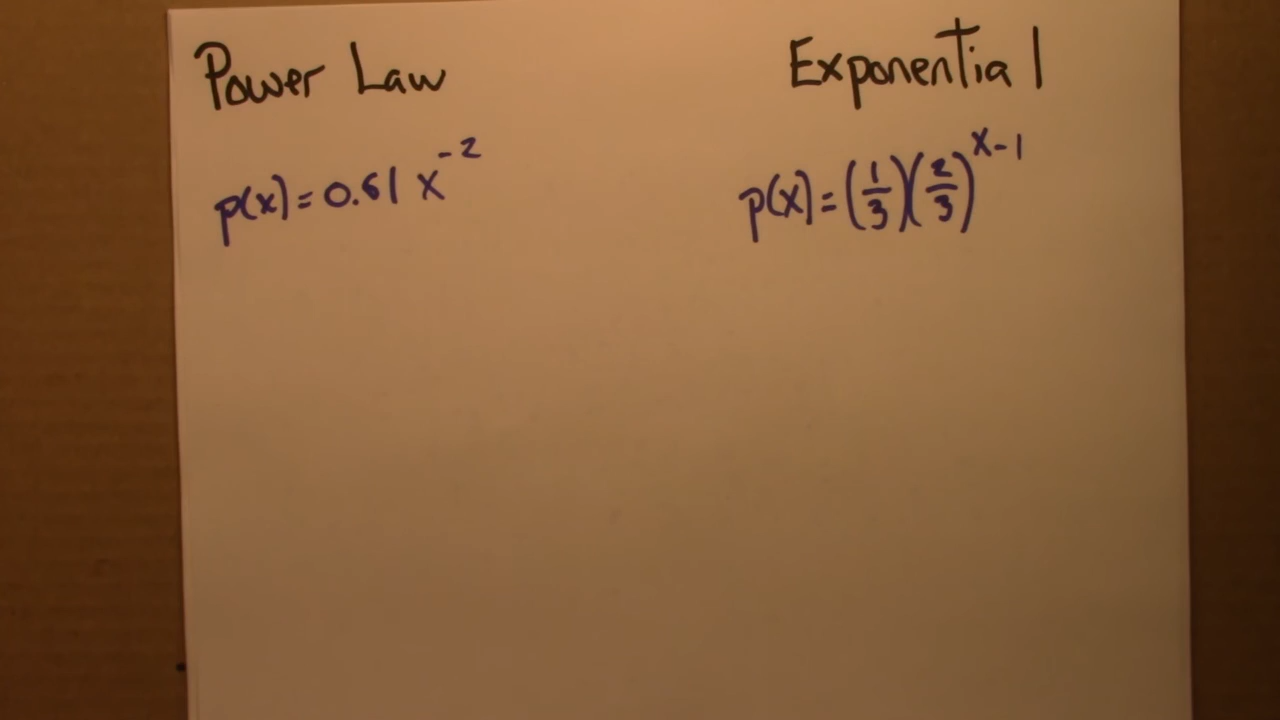 Power Law
p(x) = 0.61 x^-2
Exponential
p(x) = (1/3)(2/3)^x-1